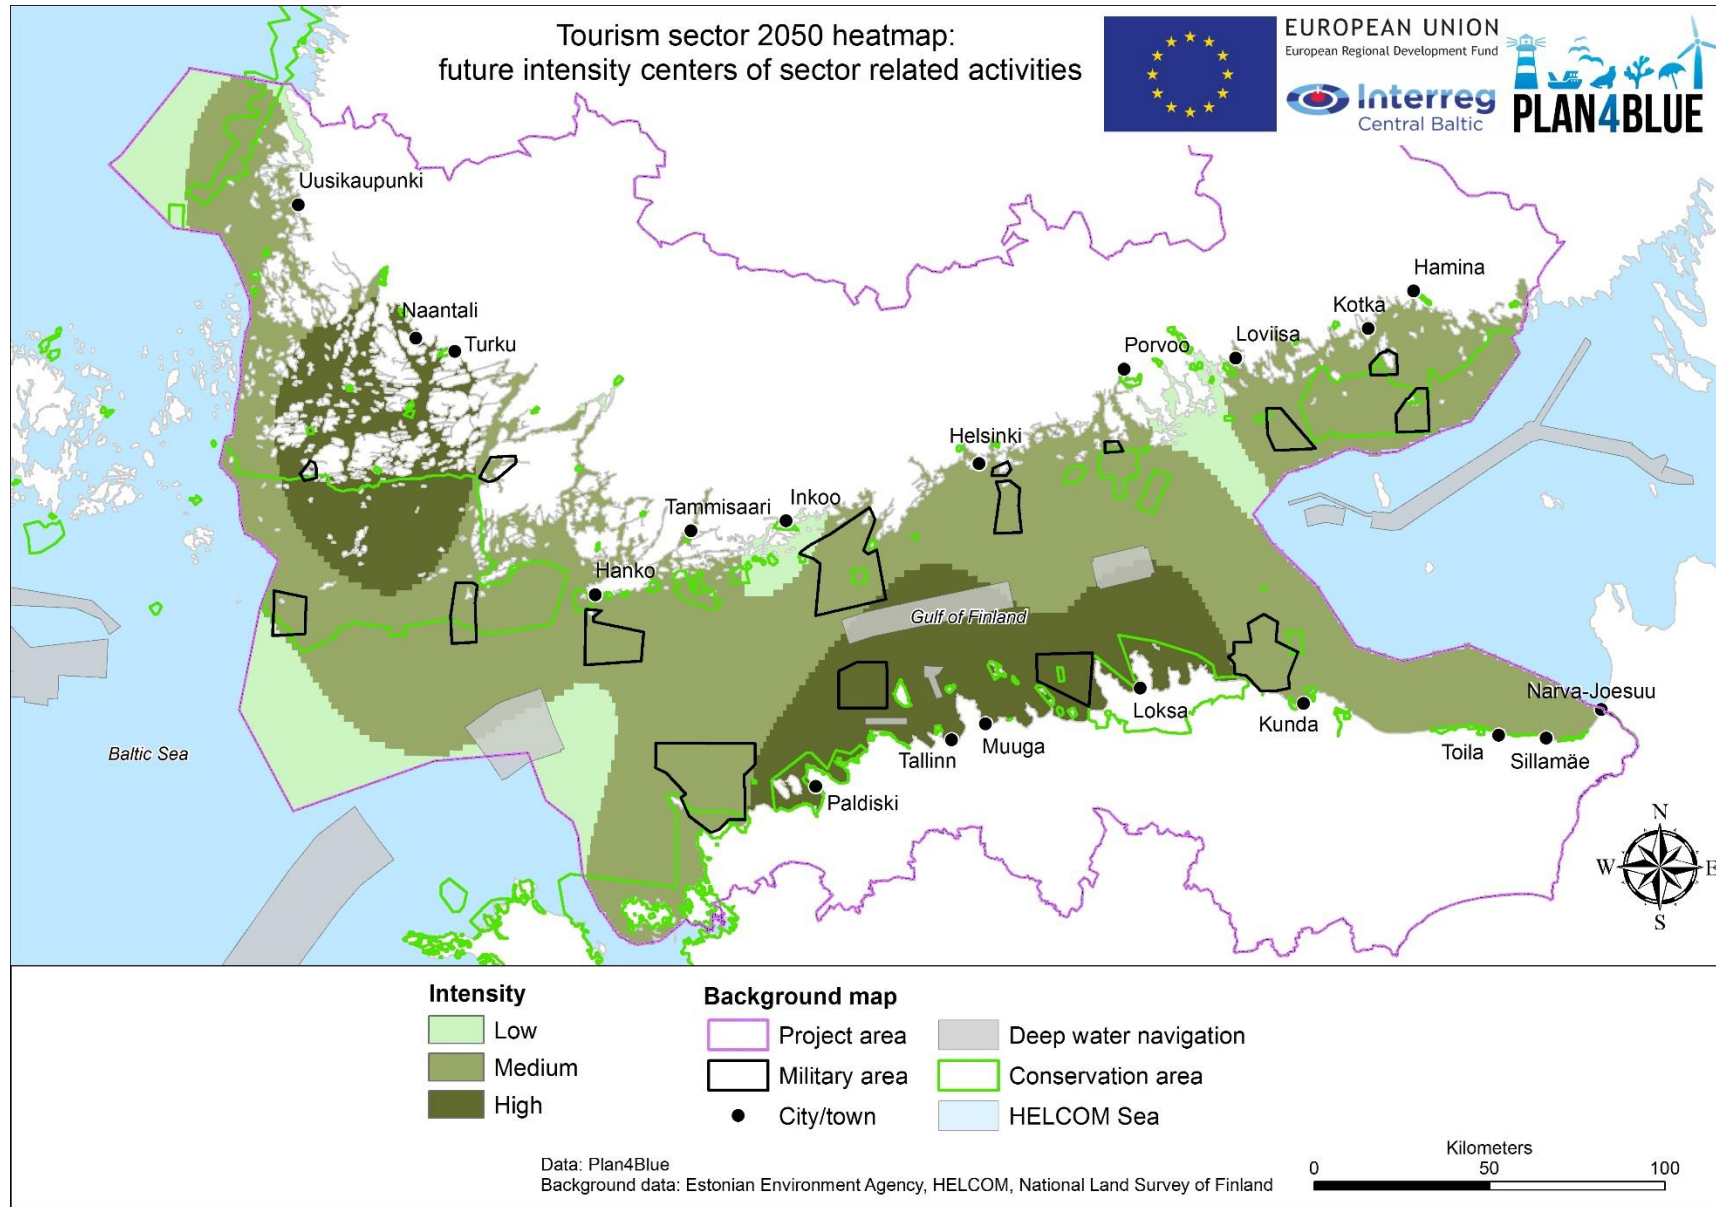 Tourism sector 2050 heatmap:
future intensity centers of sector related activities
EUROPEAN UNION
European Regional Development Fund
Interreg
Central Baltic
PLAN4BLUE
Uusikaupunki
Naantali
Turku
Hamina
Kotka
Loviisa
Porvoo
Helsinki
Inkoo
Tammisaari
Hanko
Gulf of Finland
Baltic Sea
Loksa
Kunda
Narva-Joesuu
Muuga
Tallinn
Toila
Sillamäe
Paldiski
N
W
E
S
Intensity
Low
Medium
High
Background map
Project area
Military area
City/town
Deep water navigation
Conservation area
HELCOM Sea
Kilometers
0 50 100
Data: Plan4Blue
Background data: Estonian Environment Agency, HELCOM, National Land Survey of Finland